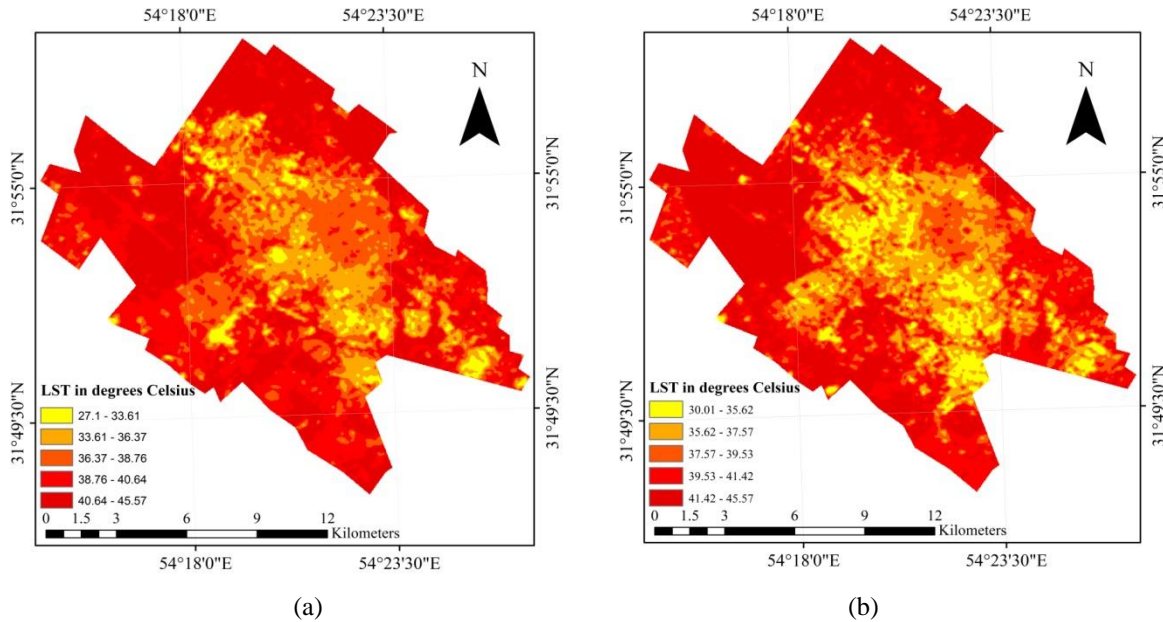 54°18'0"E 54°23'30"E
N
31°55'0"N
31°55'0"N
31°49'30"N
31°49'30"N
LST in degrees Celsius
27.1 - 33.61
33.61 - 36.37
36.37 - 38.76
38.76 - 40.64
40.64 - 45.57
0 1.5 3 6 9 12
Kilometers
54°18'0"E 54°23'30"E
(a)
54°18'0"E 54°23'30"E
N
31°55'0"N
31°55'0"N
31°49'30"N
31°49'30"N
LST in degrees Celsius
30.01 - 35.62
35.62 - 37.57
37.57 - 39.53
39.53 - 41.42
41.42 - 45.57
0 1.5 3 6 9 12
Kilometers
54°18'0"E 54°23'30"E
(b)